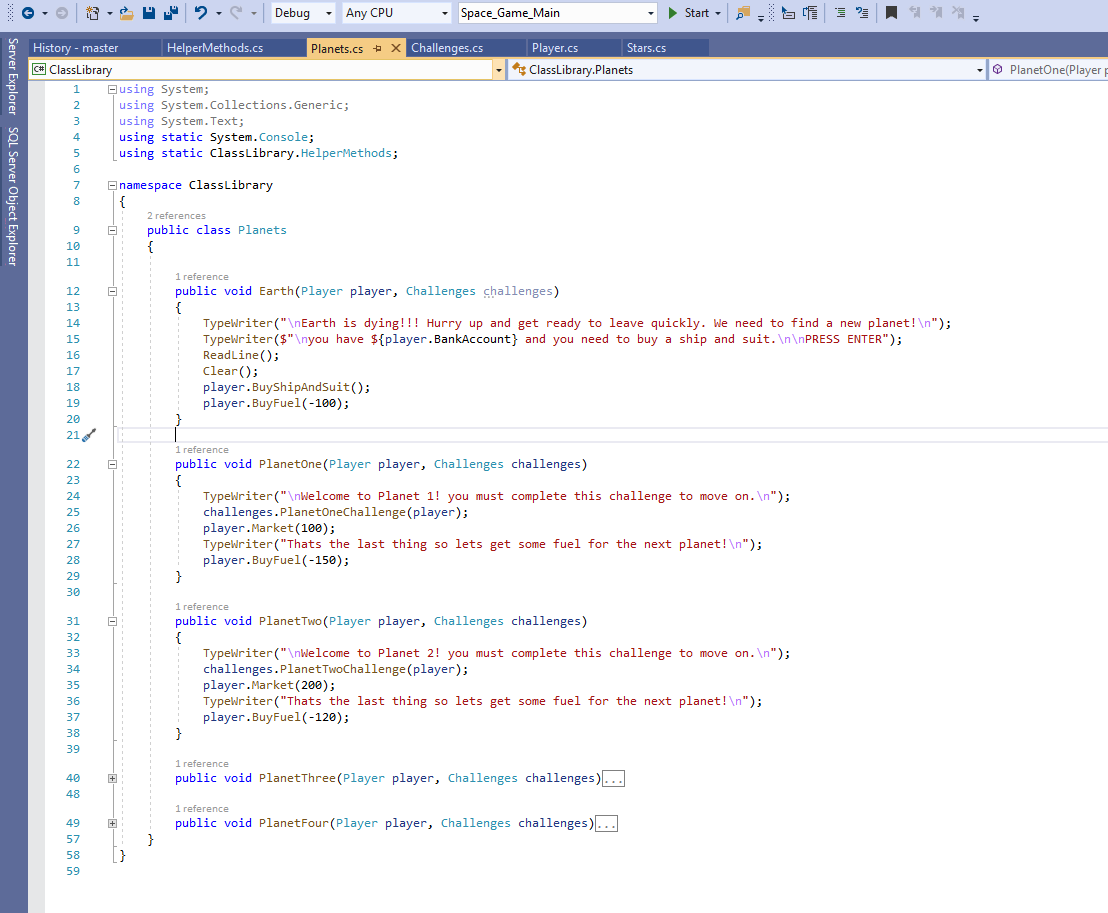 Debug Any CPU Space_Game_Main Start
History - master HelperMethods.cs Planets.cs Challenges.cs Player.cs Stars.cs
Server Explorer
SQL Server Object Explorer
C# ClassLibrary ClassLibrary.Planets PlanetOne(Player p
1 using System;
2 using System.Collections.Generic;
3 using System.Text;
4 using static System.Console;
5 using static ClassLibrary.HelperMethods;
6
7 namespace ClassLibrary
8 {
2 references
9 public class Planets
10 {
11
1 reference
12 public void Earth(Player player, Challenges challenges)
13 {
14 TypeWriter("\nEarth is dying!!! Hurry up and get ready to leave quickly. We need to find a new planet!\n");
15 TypeWriter($"\nyou have ${player.BankAccount} and you need to buy a ship and suit.\n\nPRESS ENTER");
16 ReadLine();
17 Clear();
18 player.BuyShipAndSuit();
19 player.BuyFuel(-100);
20 }
21
1 reference
22 public void PlanetOne(Player player, Challenges challenges)
23 {
24 TypeWriter("\nWelcome to Planet 1! you must complete this challenge to move on.\n");
25 challenges.PlanetOneChallenge(player);
26 player.Market(100);
27 TypeWriter("Thats the last thing so lets get some fuel for the next planet!\n");
28 player.BuyFuel(-150);
29 }
30
1 reference
31 public void PlanetTwo(Player player, Challenges challenges)
32 {
33 TypeWriter("\nWelcome to Planet 2! you must complete this challenge to move on.\n");
34 challenges.PlanetTwoChallenge(player);
35 player.Market(200);
36 TypeWriter("Thats the last thing so lets get some fuel for the next planet!\n");
37 player.BuyFuel(-120);
38 }
39
1 reference
40 public void PlanetThree(Player player, Challenges challenges)...
48
1 reference
49 public void PlanetFour(Player player, Challenges challenges)...
57 }
58 }
59